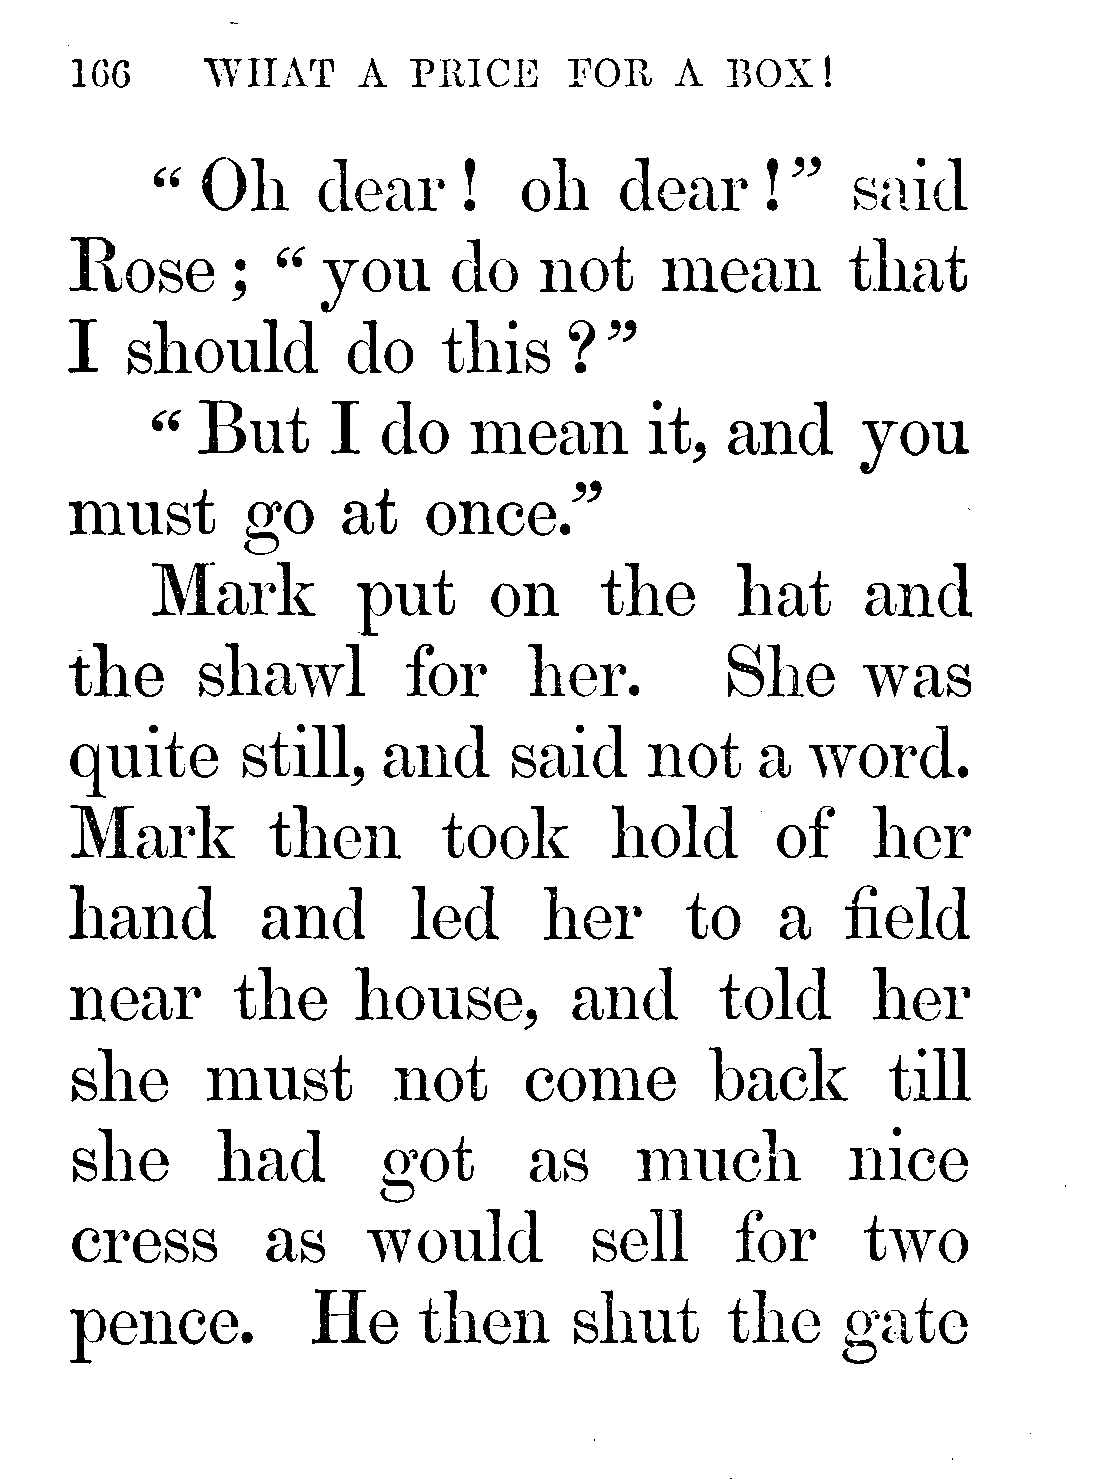 166 WHAT A PRICE FOR A BOX!
“Oh dear! oh dear!” said
Rose; “you do not mean that
I should do this?”
“But I do mean it, and you
must go at once.”
Mark put on the hat and
the shawl for her. She was
quite still, and said not a word.
Mark then took hold of her
hand and led her to a field
near the house, and told her
she must not come back till
she had got as much nice
cress as would sell for two
pence. He then shut the gate